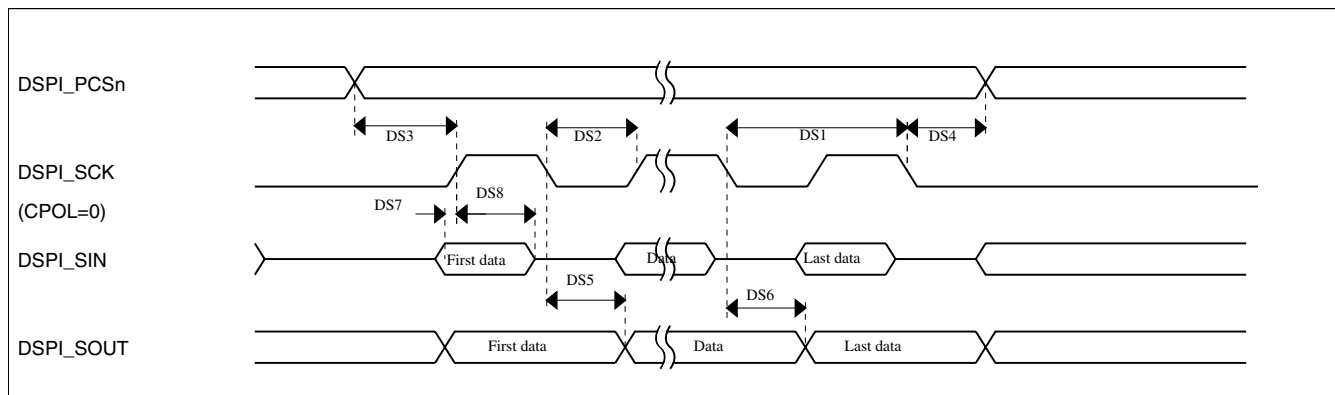 DSPI_PCSn
DS3
DS2
DS1
DS4
DSPI_SCK
(CPOL=0)
DS7
DS8
DSPI_SIN
First data
Data
Last data
DS5
DS6
DSPI_SOUT
First data
Data
Last data